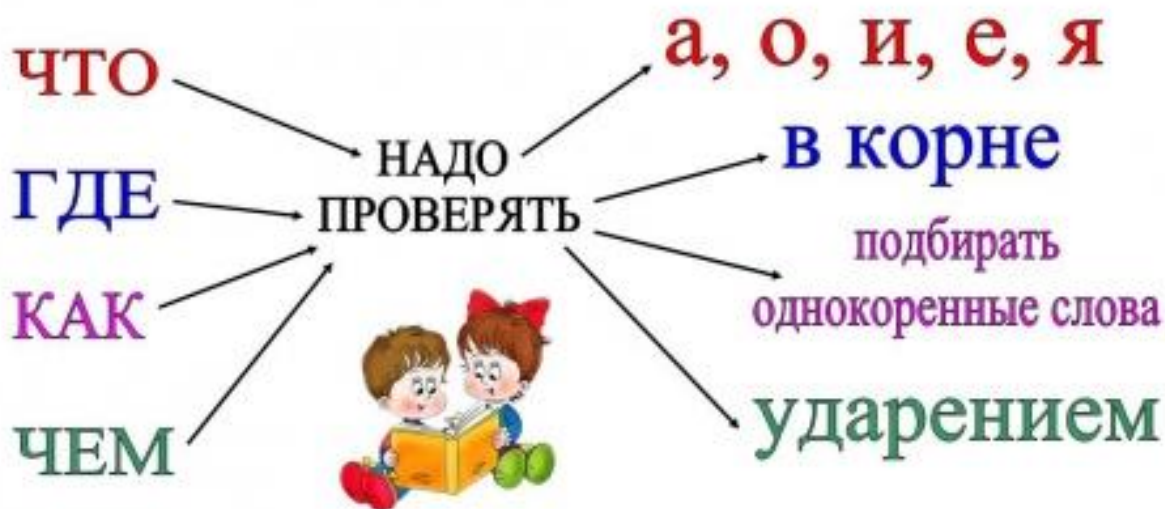 ЧТО
ГДЕ
КАК
ЧЕМ
НАДО
ПРОВЕРЯТЬ
а, о, и, е, я
в корне
подбирать
однокоренные слова
ударением